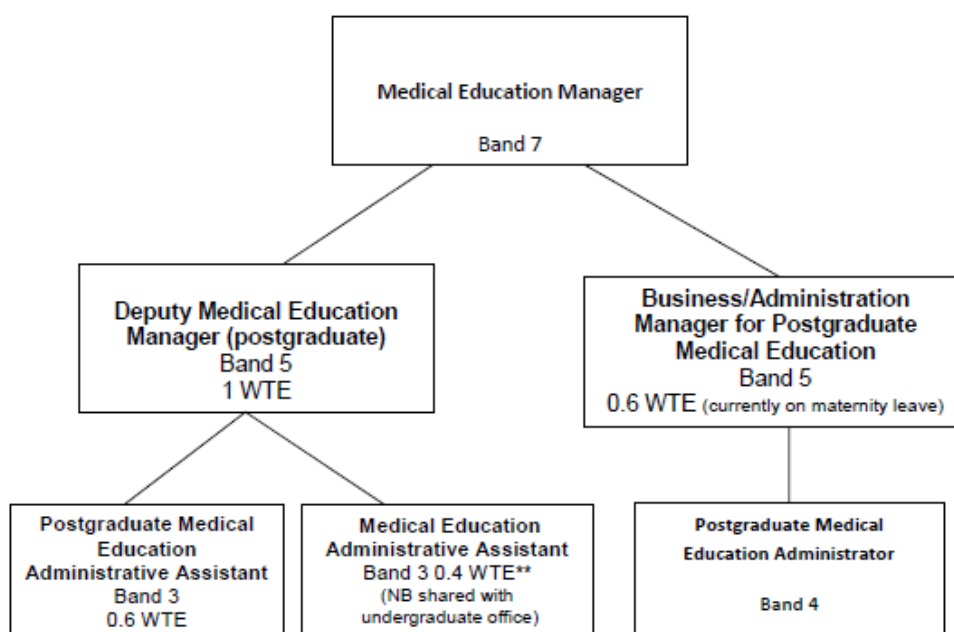 Medical Education Manager
Band 7
Deputy Medical Education
Manager (postgraduate)
Band 5
1 WTE
Business/Administration
Manager for Postgraduate
Medical Education
Band 5
0.6 WTE (currently on maternity leave)
Postgraduate Medical
Education
Administrative Assistant
Band 3
0.6 WTE
Medical Education
Administrative Assistant
Band 3 0.4 WTE**
(NB shared with
undergraduate office)
Postgraduate Medical
Education Administrator
Band 4